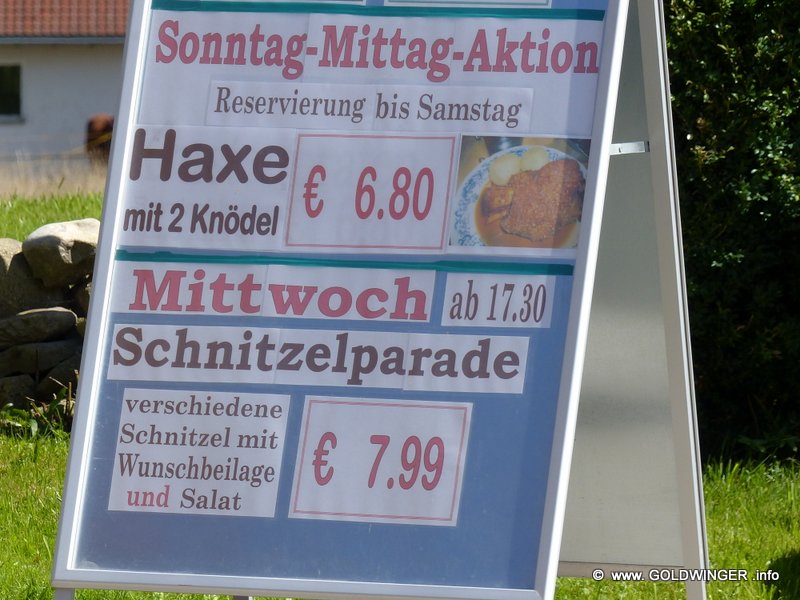 Sonntag-Mittag-Aktion
Reservierung bis Samstag
Haxe
mit 2 Knödel
€ 6.80
Mittwoch ab 17.30
Schnitzelparade
verschiedene
Schnitzel mit
Wunschbeilage
und Salat
€ 7.99
© www. GOLDWINGER .info